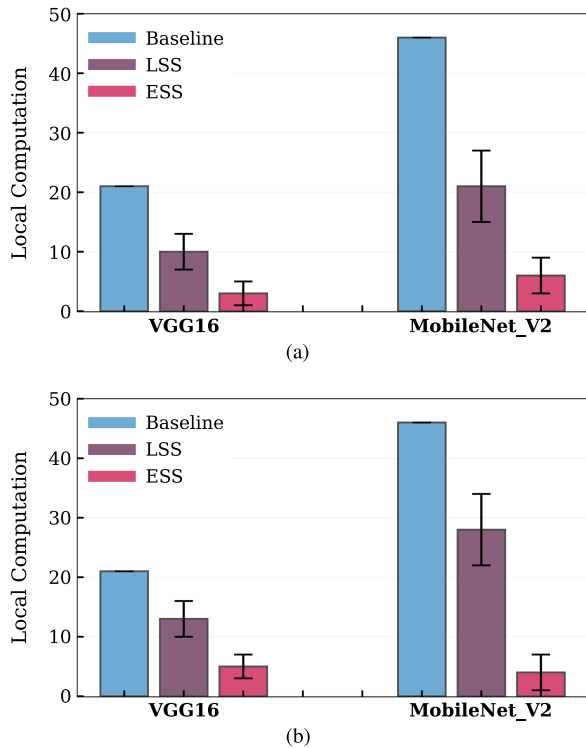 50
40
30
20
10
0
Local Computation
Baseline
LSS
ESS
VGG16
MobileNet_V2
(a)
50
40
30
20
10
0
Local Computation
Baseline
LSS
ESS
VGG16
MobileNet_V2
(b)